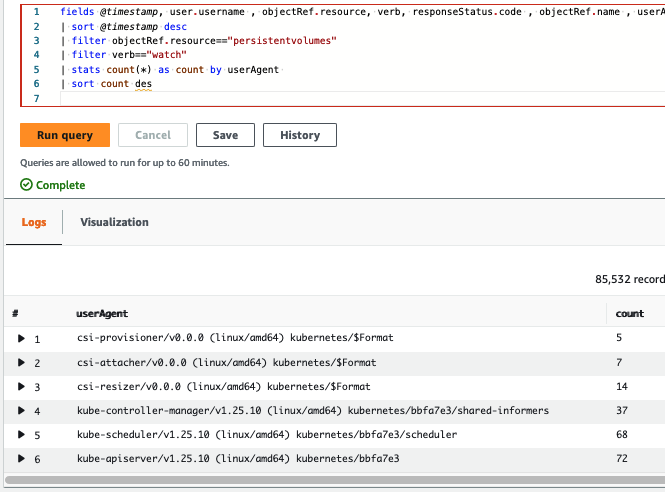 1 fields @timestamp, user.username , objectRef.resource, verb, responseStatus.code , objectRef.name , userA
2 | sort @timestamp desc
3 | filter objectRef.resource=="persistentvolumes"
4 | filter verb=="watch"
5 | stats count(*) as count by userAgent
6 | sort count des
7
Run query Cancel Save History
Queries are allowed to run for up to 60 minutes.
Complete
Logs Visualization
85,532 record
# userAgent count
1 csi-provisioner/v0.0.0 (linux/amd64) kubernetes/$Format 5
2 csi-attacher/v0.0.0 (linux/amd64) kubernetes/$Format 7
3 csi-resizer/v0.0.0 (linux/amd64) kubernetes/$Format 14
4 kube-controller-manager/v1.25.10 (linux/amd64) kubernetes/bbfa7e3/shared-informers 37
5 kube-scheduler/v1.25.10 (linux/amd64) kubernetes/bbfa7e3/scheduler 68
6 kube-apiserver/v1.25.10 (linux/amd64) kubernetes/bbfa7e3 72